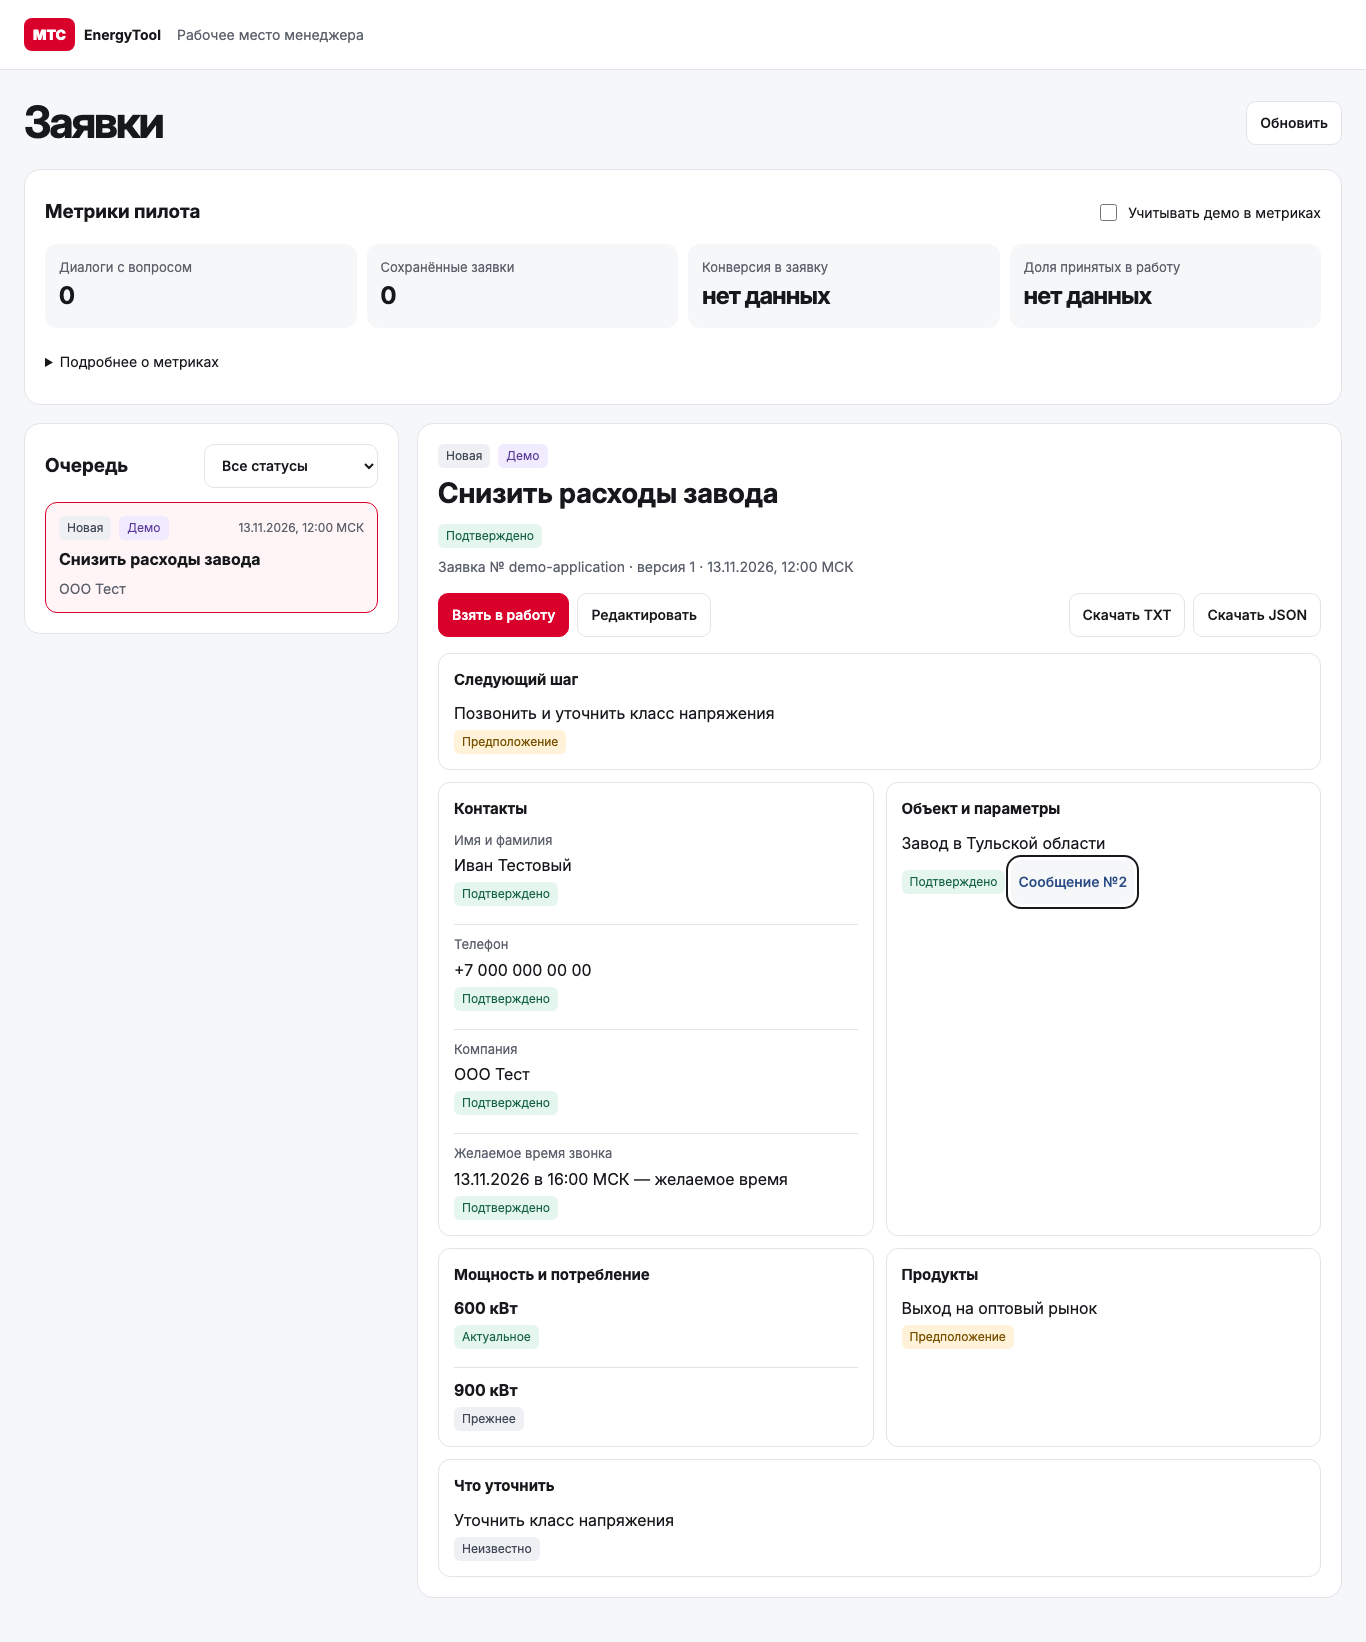 МТС EnergyTool Рабочее место менеджера
Заявки
Обновить
Метрики пилота
Учитывать демо в метриках
Диалоги с вопросом
0
Сохранённые заявки
0
Конверсия в заявку
нет данных
Доля принятых в работу
нет данных
Подробнее о метриках
Очередь
Все статусы
Новая Демо 13.11.2026, 12:00 МСК
Снизить расходы завода
ООО Тест
Новая Демо
Снизить расходы завода
Подтверждено
Заявка № demo-application · версия 1 · 13.11.2026, 12:00 МСК
Взять в работу
Редактировать
Скачать TXT
Скачать JSON
Следующий шаг
Позвонить и уточнить класс напряжения
Предположение
Контакты
Имя и фамилия
Иван Тестовый
Подтверждено
Телефон
+7 000 000 00 00
Подтверждено
Компания
ООО Тест
Подтверждено
Желаемое время звонка
13.11.2026 в 16:00 МСК — желаемое время
Подтверждено
Объект и параметры
Завод в Тульской области
Подтверждено Сообщение №2
Мощность и потребление
600 кВт
Актуальное
900 кВт
Прежнее
Продукты
Выход на оптовый рынок
Предположение
Что уточнить
Уточнить класс напряжения
Неизвестно